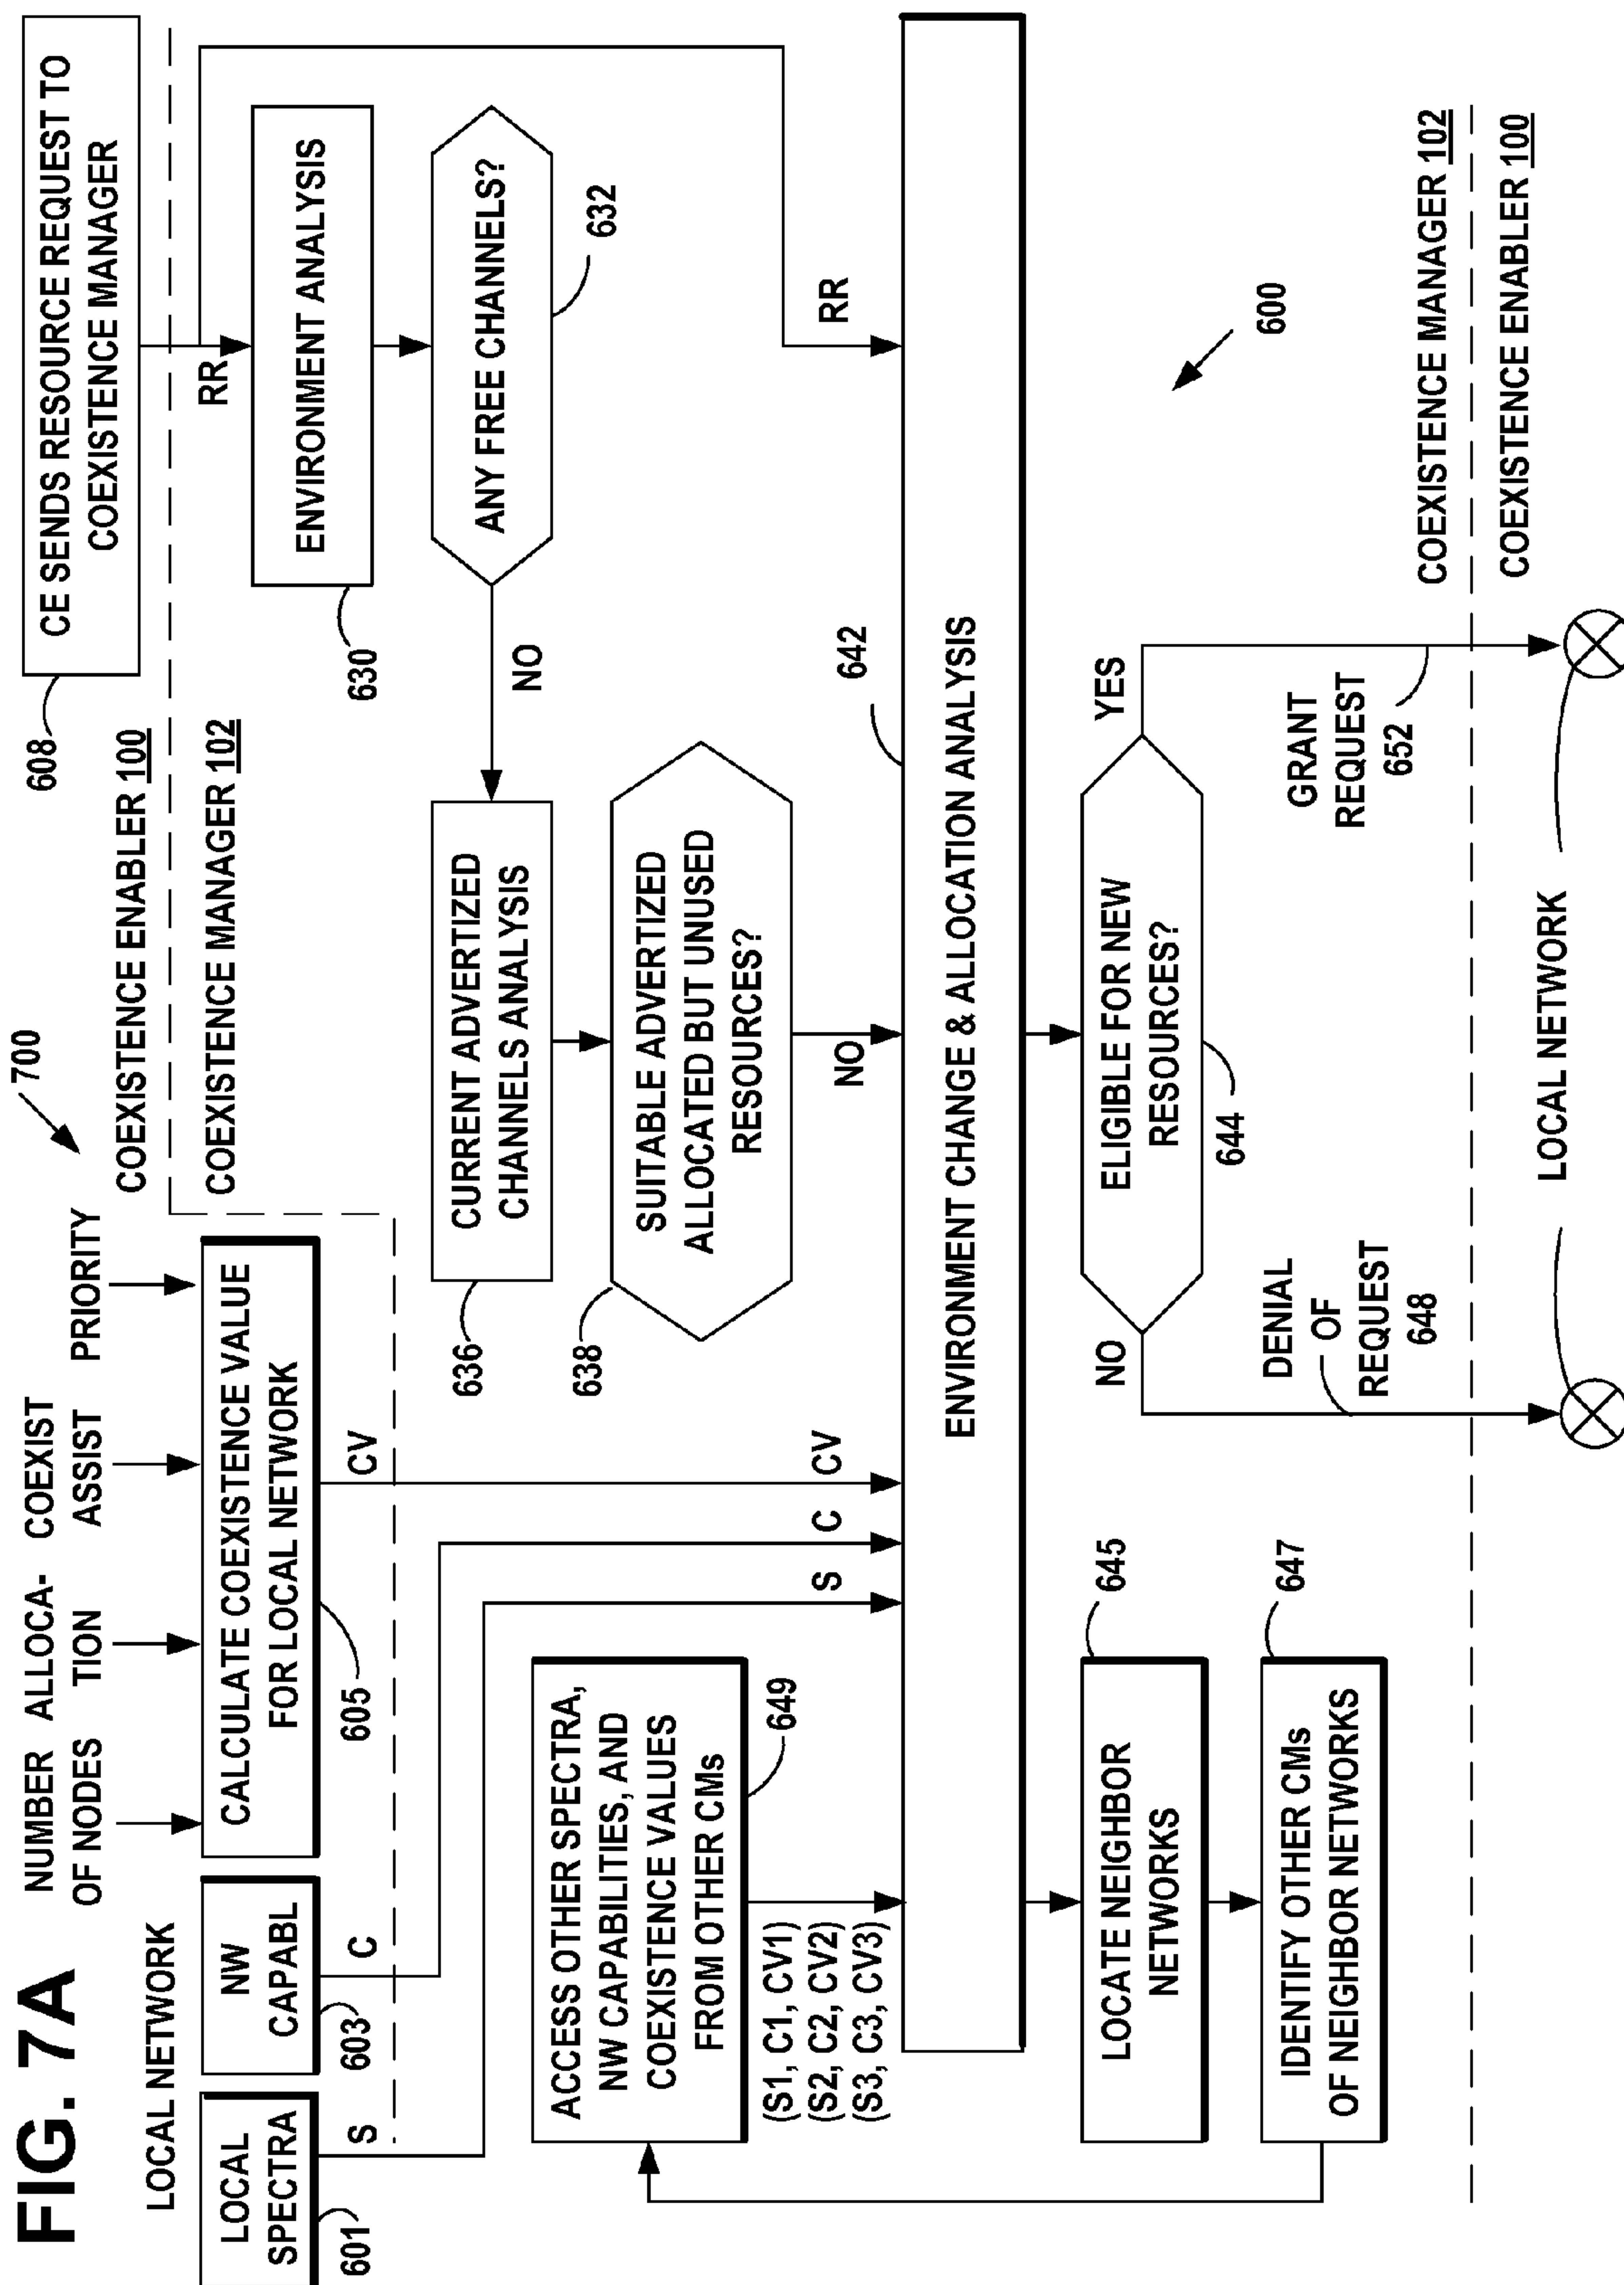 FIG. 7A
700
LOCAL NETWORK
NUMBER
OF NODES
ALLOCA-
TION
COEXIST
ASSIST
PRIORITY
LOCAL
SPECTRA
601
S
NW
CAPABL
603
C
CALCULATE COEXISTENCE VALUE
FOR LOCAL NETWORK
605
CV
608
CE SENDS RESOURCE REQUEST TO
COEXISTENCE MANAGER
COEXISTENCE ENABLER 100
COEXISTENCE MANAGER 102
RR
ENVIRONMENT ANALYSIS
630
ANY FREE CHANNELS?
632
NO
CURRENT ADVERTIZED
CHANNELS ANALYSIS
636
SUITABLE ADVERTIZED
ALLOCATED BUT UNUSED
RESOURCES?
638
NO
ACCESS OTHER SPECTRA,
NW CAPABILITIES, AND
COEXISTENCE VALUES
FROM OTHER CMs
649
(S1, C1, CV1)
(S2, C2, CV2)
(S3, C3, CV3)
S
C
CV
RR
642
ENVIRONMENT CHANGE & ALLOCATION ANALYSIS
LOCATE NEIGHBOR
NETWORKS
645
IDENTIFY OTHER CMs
OF NEIGHBOR NETWORKS
647
NO
ELIGIBLE FOR NEW
RESOURCES?
644
YES
DENIAL
OF
REQUEST
648
GRANT
REQUEST
652
600
COEXISTENCE MANAGER 102
COEXISTENCE ENABLER 100
LOCAL NETWORK